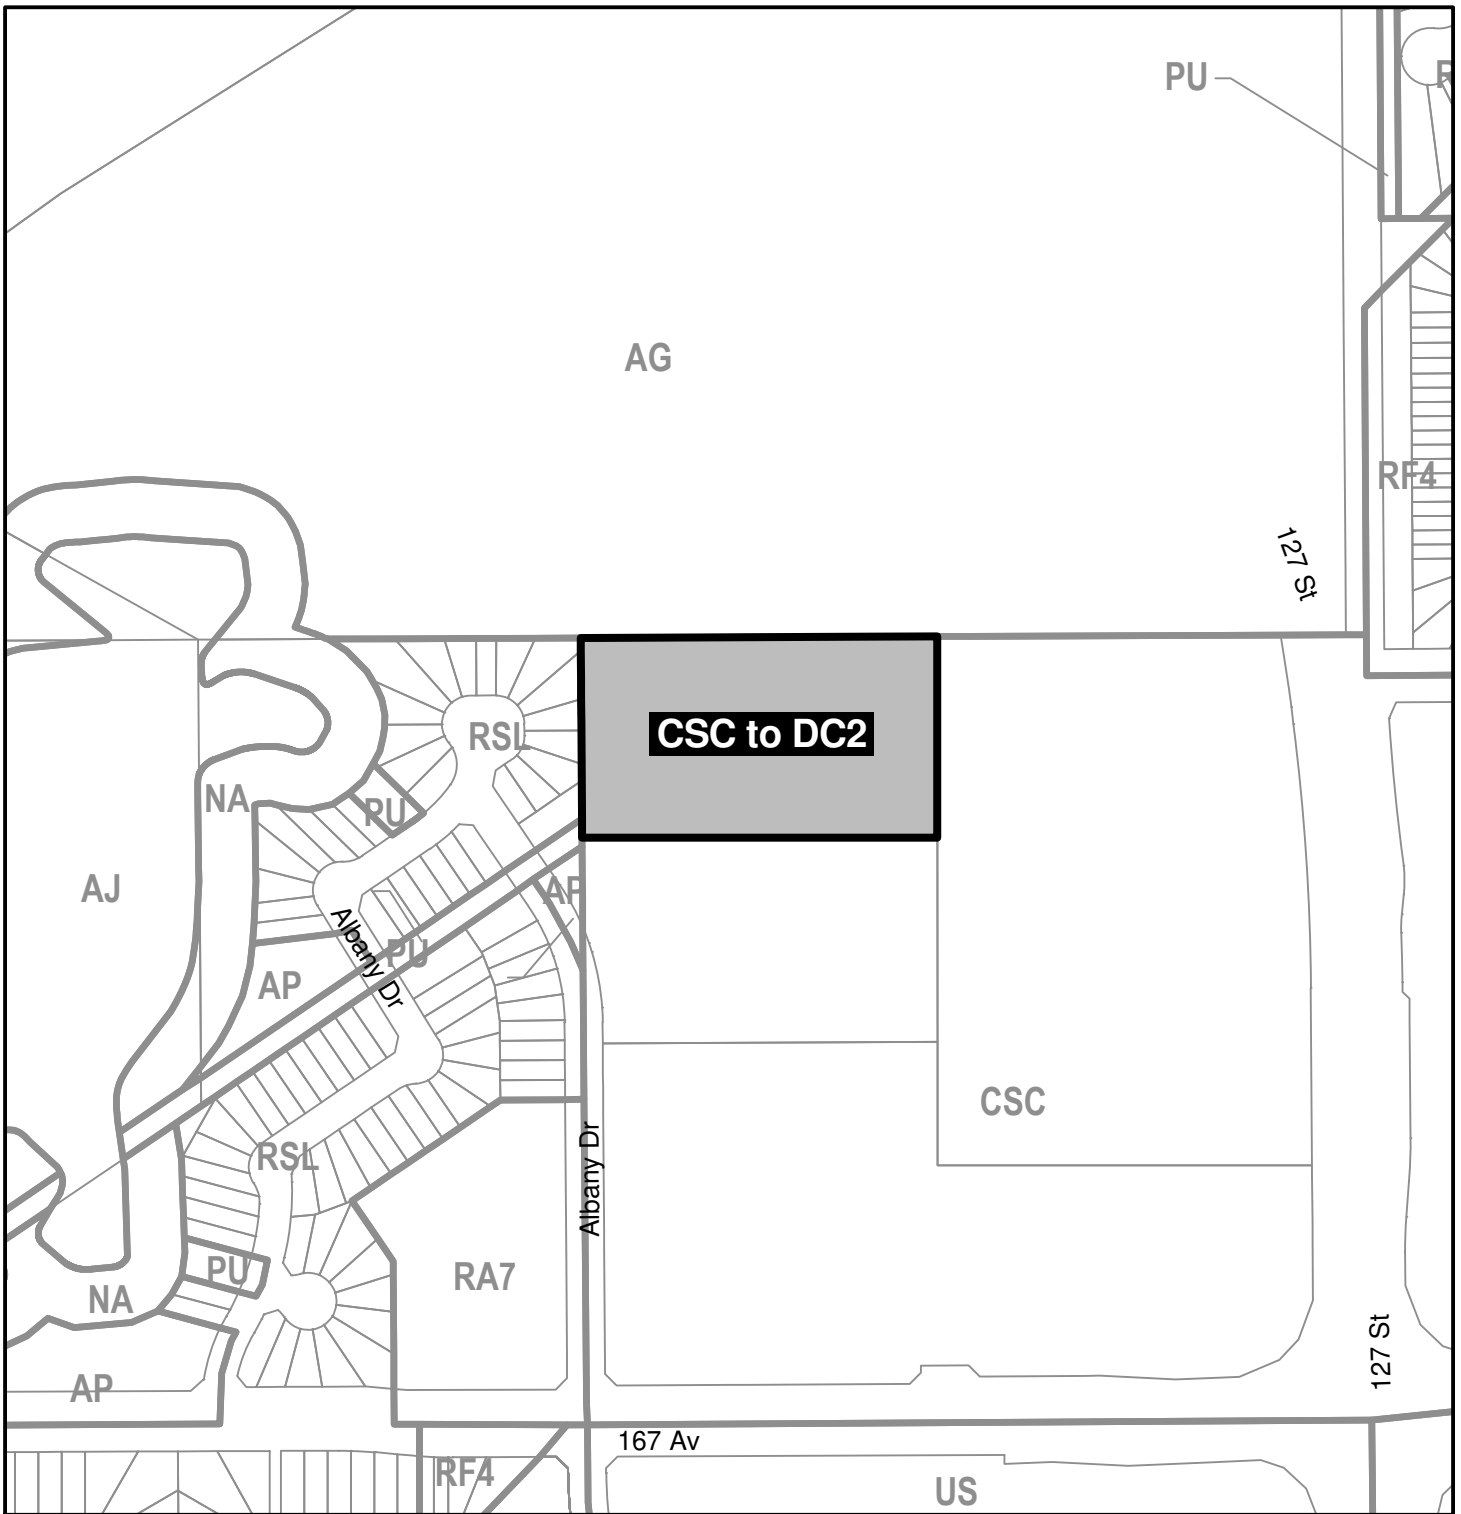 PU
AG
RF4
127 St
CSC to DC2
RSL
NA
PU
AJ
AP
Albany Dr
PU
AP
CSC
Albany Dr
RSL
PU
RA7
NA
127 St
AP
167 Av
RF4
US